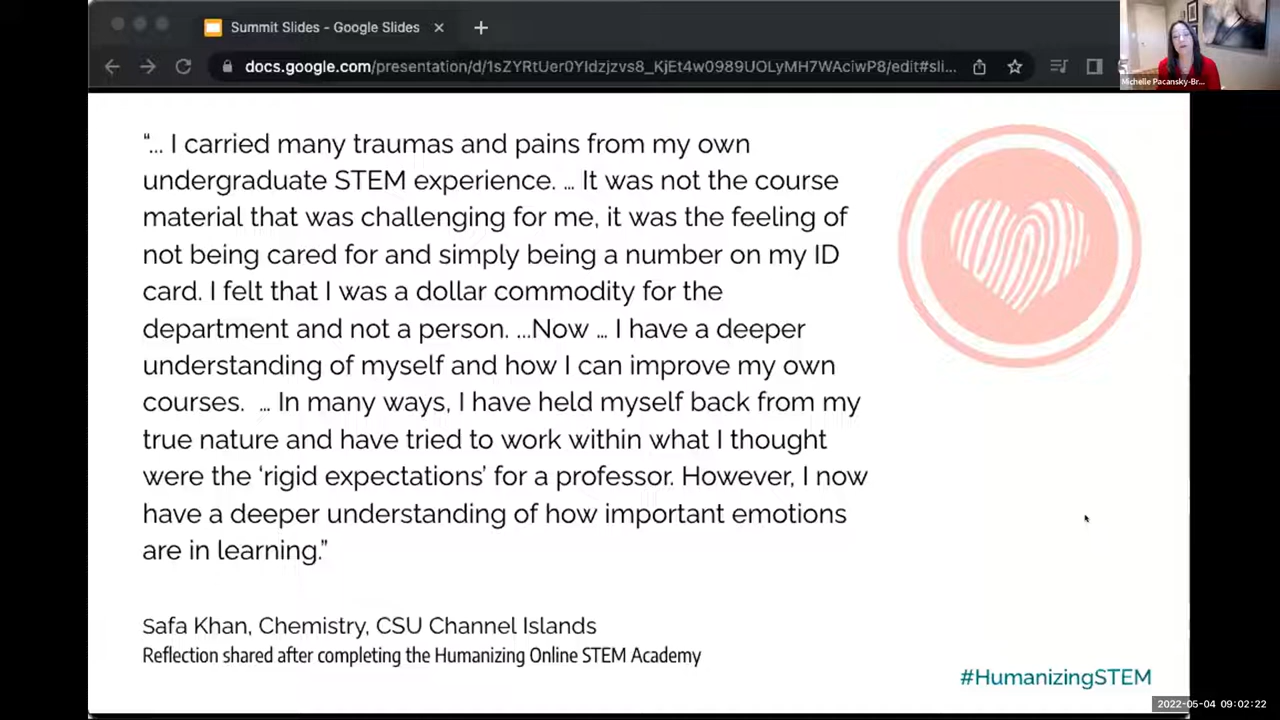 Summit Slides - Google Slides
docs.google.com/presentation/d/1sZYRtUer0YIdzjzvs8_KjEt4w0989UOLyMH7WAciwP8/edit#sli...
Michelle Pacansky-Br...
“... I carried many traumas and pains from my own
undergraduate STEM experience. ... It was not the course
material that was challenging for me, it was the feeling of
not being cared for and simply being a number on my ID
card. I felt that I was a dollar commodity for the
department and not a person. ...Now ... I have a deeper
understanding of myself and how I can improve my own
courses. ... In many ways, I have held myself back from my
true nature and have tried to work within what I thought
were the ‘rigid expectations’ for a professor. However, I now
have a deeper understanding of how important emotions
are in learning.”
Safa Khan, Chemistry, CSU Channel Islands
Reflection shared after completing the Humanizing Online STEM Academy
#HumanizingSTEM
2022-05-04 09:02:22